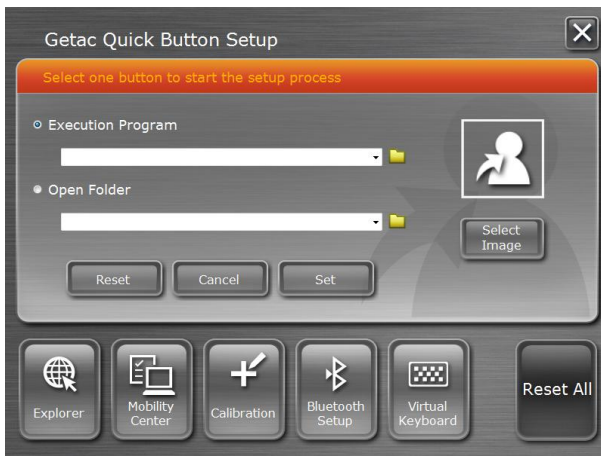 Getac Quick Button Setup
Select one button to start the setup process
Execution Program
Open Folder
Select
Image
Reset
Cancel
Set
Explorer
Mobility
Center
Calibration
Bluetooth
Setup
Virtual
Keyboard
Reset All